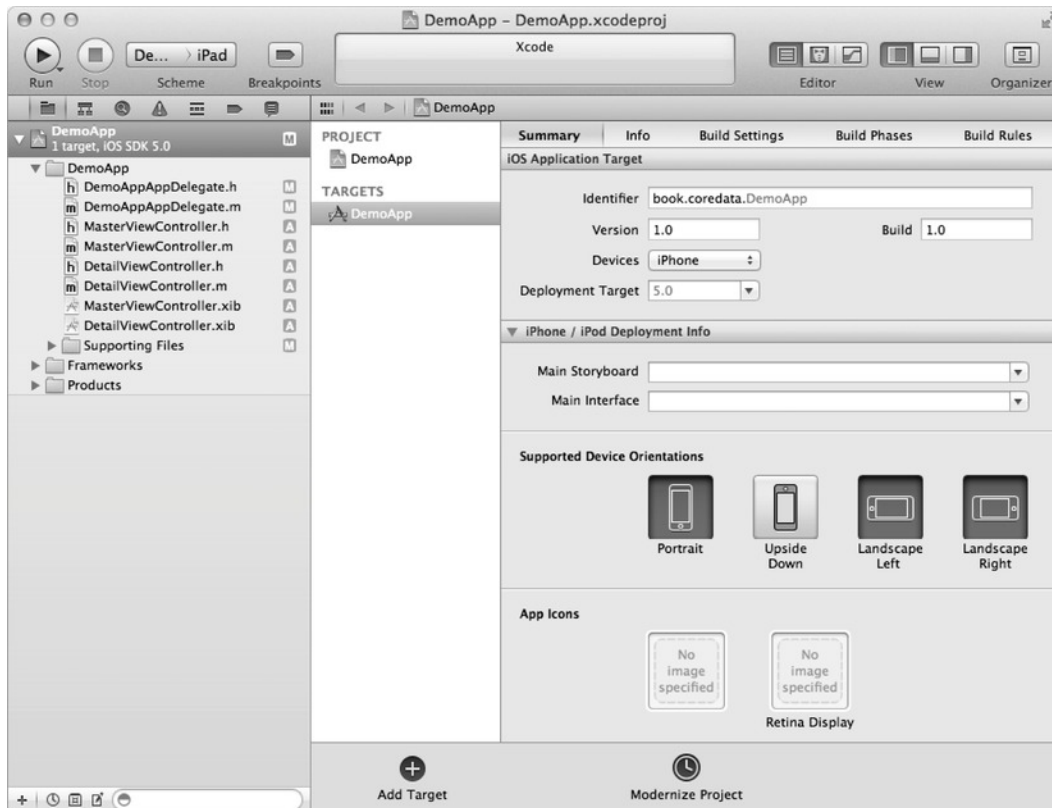 DemoApp – DemoApp.xcodeproj
De... iPad
Xcode
Run Stop Scheme Breakpoints Editor View Organizer
DemoApp
DemoApp
1 target, iOS SDK 5.0 M
DemoApp
h DemoAppAppDelegate.h M
m DemoAppAppDelegate.m M
h MasterViewController.h A
m MasterViewController.m A
h DetailViewController.h A
m DetailViewController.m A
MasterViewController.xib A
DetailViewController.xib A
Supporting Files M
Frameworks
Products
PROJECT
DemoApp
TARGETS
DemoApp
Summary Info Build Settings Build Phases Build Rules
iOS Application Target
Identifier book.coredata.DemoApp
Version 1.0 Build 1.0
Devices iPhone
Deployment Target 5.0
iPhone / iPod Deployment Info
Main Storyboard
Main Interface
Supported Device Orientations
Portrait
Upside
Down
Landscape
Left
Landscape
Right
App Icons
No
image
specified
No
image
specified
Retina Display
Add Target
Modernize Project